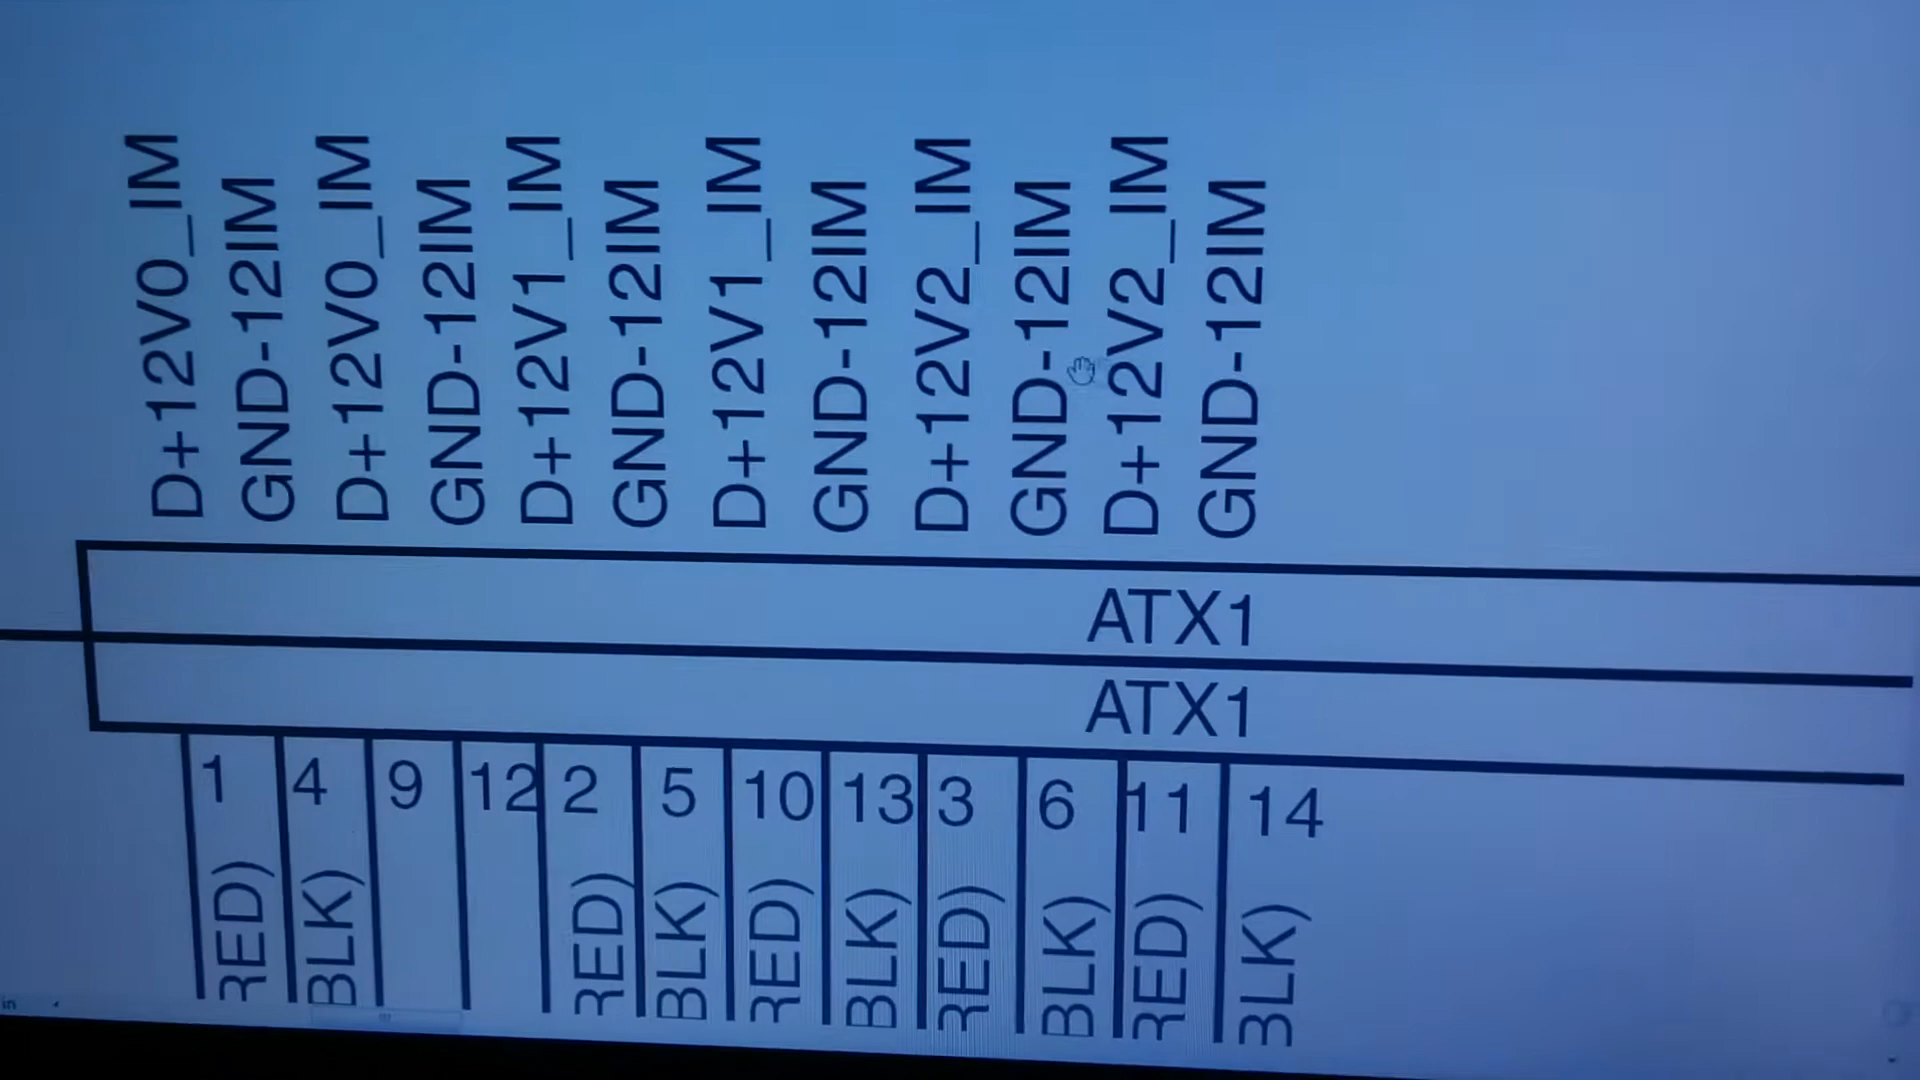 D+12V0_IM
GND-12IM
D+12V0_IM
GND-12IM
D+12V1_IM
GND-12IM
D+12V1_IM
GND-12IM
D+12V2_IM
GND-12IM
D+12V2_IM
GND-12IM
ATX1
ATX1
1 4 9 12 2 5 10 13 3 6 11 14
RED)
BLK)
RED)
BLK)
RED)
BLK)
RED)
BLK)
RED)
BLK)
in